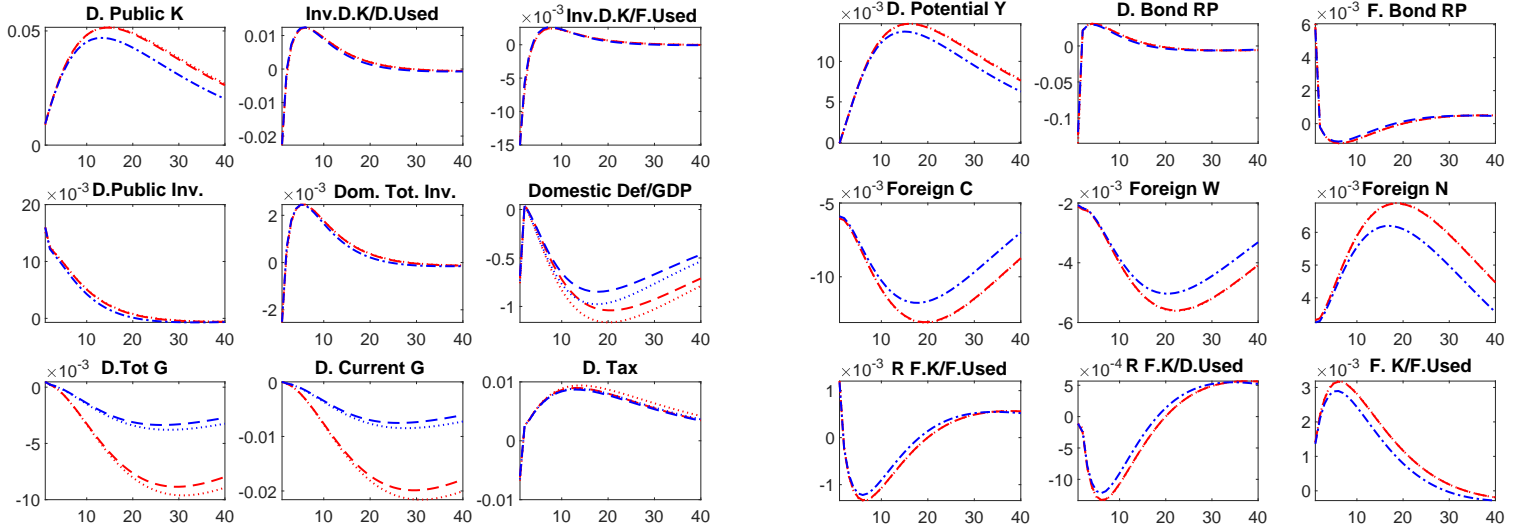 D. Public K
0.05
0
10 20 30 40
Inv.D.K/D.Used
0.01
0
-0.01
-0.02
10 20 30 40
×10⁻³ Inv.D.K/F.Used
0
-5
-10
-15
10 20 30 40
×10⁻³ D. Potential Y
10
5
0
10 20 30 40
D. Bond RP
0
-0.05
-0.1
10 20 30 40
×10⁻³ F. Bond RP
6
4
2
0
10 20 30 40
×10⁻³ D.Public Inv.
20
10
0
10 20 30 40
×10⁻³ Dom. Tot. Inv.
2
0
-2
10 20 30 40
Domestic Def/GDP
0
-0.5
-1
10 20 30 40
×10⁻³ Foreign C
-5
-10
10 20 30 40
×10⁻³ Foreign W
-2
-4
-6
10 20 30 40
×10⁻³ Foreign N
6
4
10 20 30 40
×10⁻³ D.Tot G
0
-5
-10
10 20 30 40
D. Current G
0
-0.01
-0.02
10 20 30 40
D. Tax
0.01
0
-0.01
10 20 30 40
×10⁻³ R F.K/F.Used
1
0
-1
10 20 30 40
×10⁻⁴ R F.K/D.Used
5
0
-5
-10
10 20 30 40
×10⁻³ F. K/F.Used
3
2
1
0
10 20 30 40